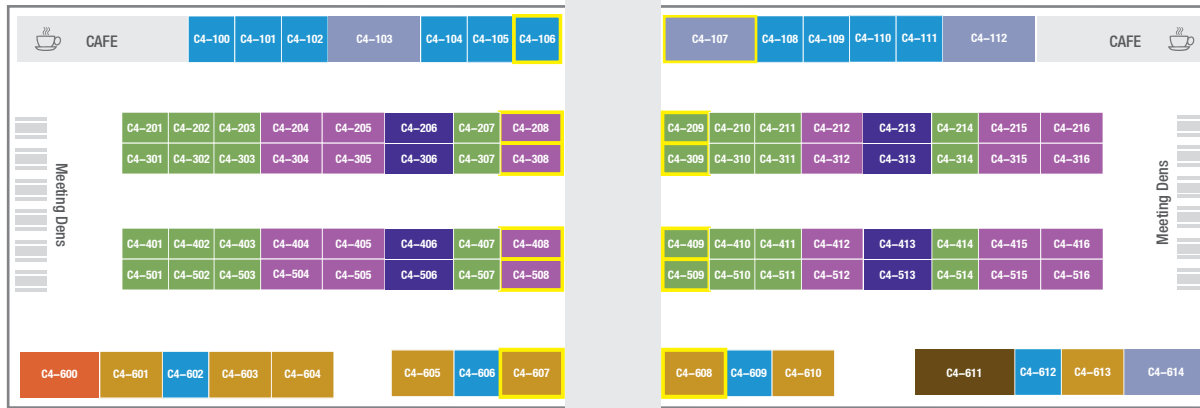 CAFE C4–100 C4–101 C4–102 C4–103 C4–104 C4–105 C4–106 C4–107 C4–108 C4–109 C4–110 C4–111 C4–112 CAFE
C4–201 C4–202 C4–203 C4–204 C4–205 C4–206 C4–207 C4–208 C4–209 C4–210 C4–211 C4–212 C4–213 C4–214 C4–215 C4–216
C4–301 C4–302 C4–303 C4–304 C4–305 C4–306 C4–307 C4–308 C4–309 C4–310 C4–311 C4–312 C4–313 C4–314 C4–315 C4–316
Meeting Dens
Meeting Dens
C4–401 C4–402 C4–403 C4–404 C4–405 C4–406 C4–407 C4–408 C4–409 C4–410 C4–411 C4–412 C4–413 C4–414 C4–415 C4–416
C4–501 C4–502 C4–503 C4–504 C4–505 C4–506 C4–507 C4–508 C4–509 C4–510 C4–511 C4–512 C4–513 C4–514 C4–515 C4–516
C4–600 C4–601 C4–602 C4–603 C4–604 C4–605 C4–606 C4–607 C4–608 C4–609 C4–610 C4–611 C4–612 C4–613 C4–614